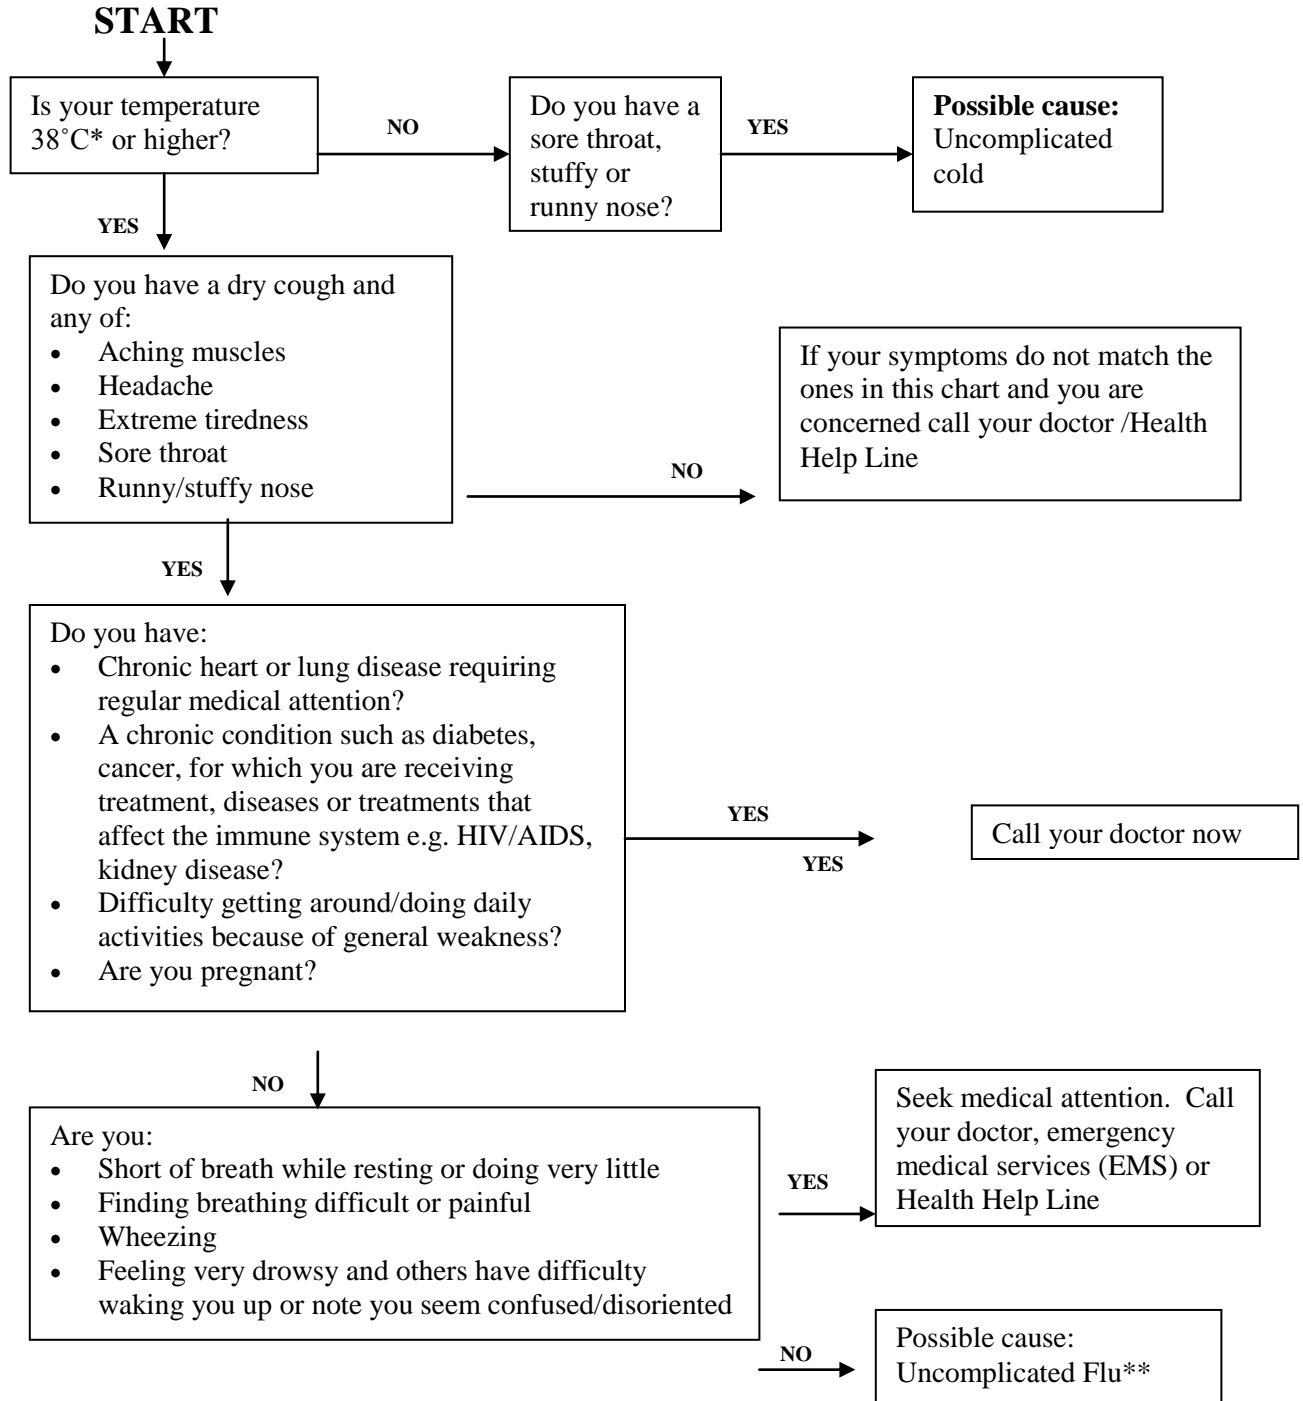 START
Is your temperature
38˚C* or higher?
NO
Do you have a
sore throat,
stuffy or
runny nose?
YES
Possible cause:
Uncomplicated
cold
YES
Do you have a dry cough and
any of:
• Aching muscles
• Headache
• Extreme tiredness
• Sore throat
• Runny/stuffy nose
NO
If your symptoms do not match the
ones in this chart and you are
concerned call your doctor /Health
Help Line
YES
Do you have:
• Chronic heart or lung disease requiring
regular medical attention?
• A chronic condition such as diabetes,
cancer, for which you are receiving
treatment, diseases or treatments that
affect the immune system e.g. HIV/AIDS,
kidney disease?
• Difficulty getting around/doing daily
activities because of general weakness?
• Are you pregnant?
YES
YES
Call your doctor now
NO
Are you:
• Short of breath while resting or doing very little
• Finding breathing difficult or painful
• Wheezing
• Feeling very drowsy and others have difficulty
waking you up or note you seem confused/disoriented
YES
Seek medical attention. Call
your doctor, emergency
medical services (EMS) or
Health Help Line
NO
Possible cause:
Uncomplicated Flu**